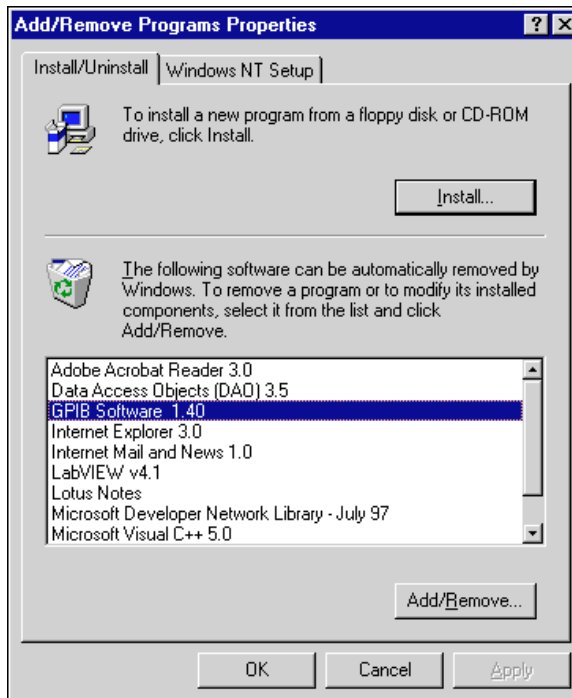 Add/Remove Programs Properties
Install/Uninstall
Windows NT Setup
To install a new program from a floppy disk or CD-ROM
drive, click Install.
Install...
The following software can be automatically removed by
Windows. To remove a program or to modify its installed
components, select it from the list and click
Add/Remove.
Adobe Acrobat Reader 3.0
Data Access Objects (DAO) 3.5
GPIB Software 1.40
Internet Explorer 3.0
Internet Mail and News 1.0
LabVIEW v4.1
Lotus Notes
Microsoft Developer Network Library - July 97
Microsoft Visual C++ 5.0
Add/Remove...
OK
Cancel
Apply